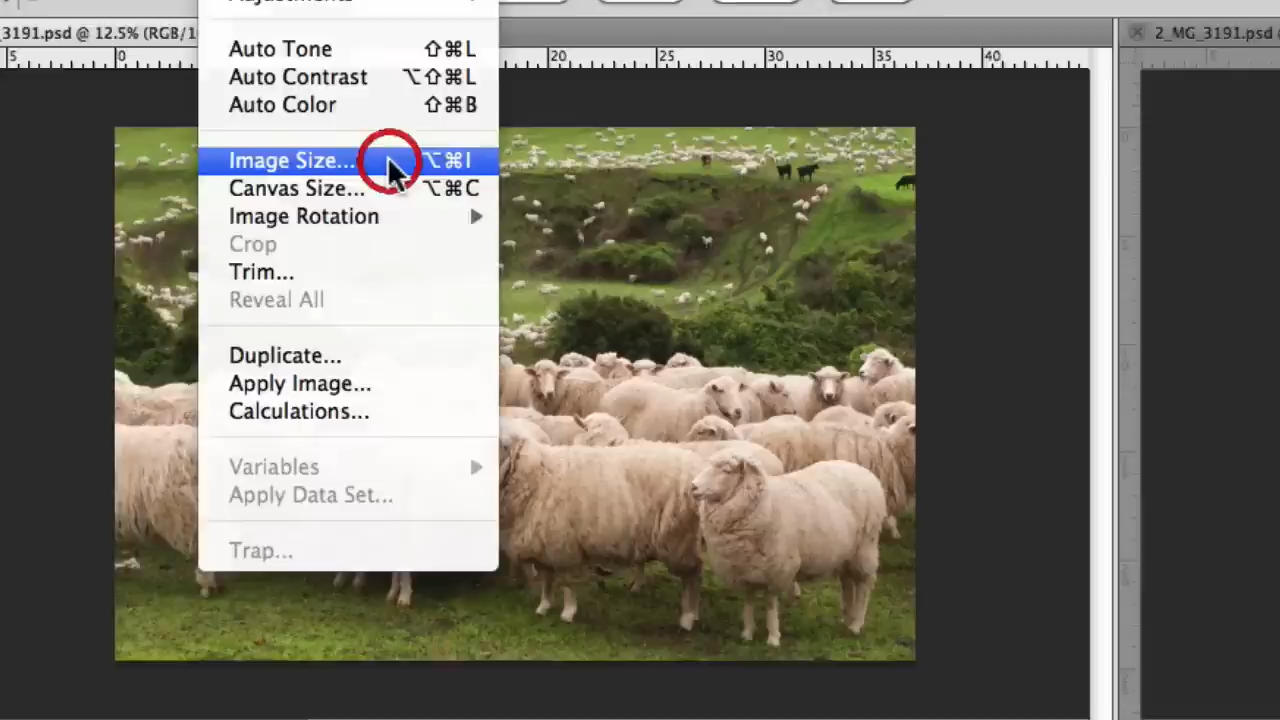 Adjustments
_3191.psd @ 12.5% (RGB/1
2_MG_3191.psd
5 0 20 25 30 35 40
Auto Tone ⇧⌘L
Auto Contrast ⌥⇧⌘L
Auto Color ⇧⌘B
Image Size... ⌥⌘I
Canvas Size... ⌥⌘C
Image Rotation
Crop
Trim...
Reveal All
Duplicate...
Apply Image...
Calculations...
Variables
Apply Data Set...
Trap...